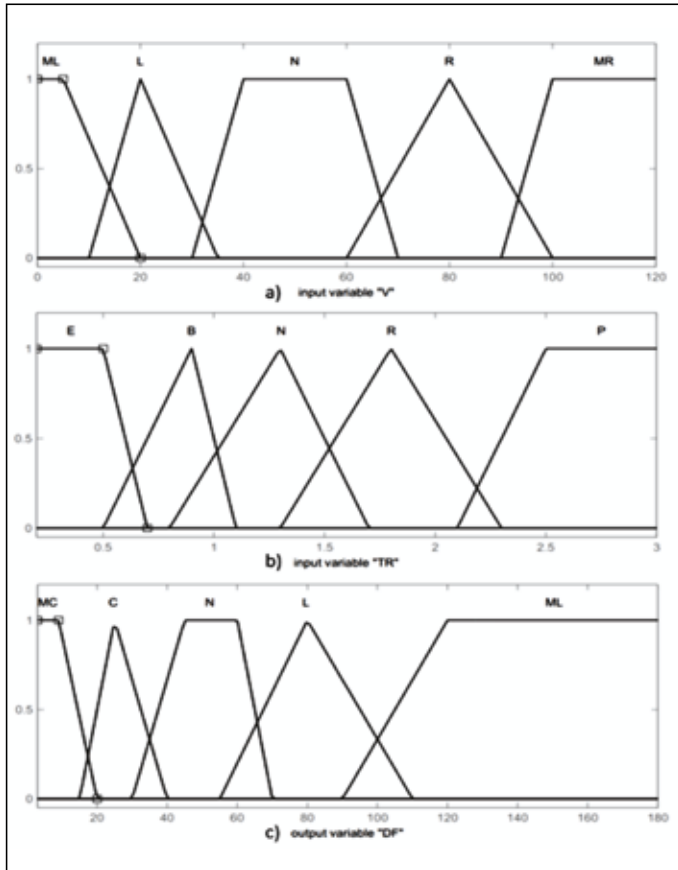 ML L N R MR
1
0.5
0
0 20 40 60 80 100 120
a) input variable "V"
E B N R P
1
0.5
0
0.5 1 1.5 2 2.5 3
b) input variable "TR"
MC C N L ML
1
0.5
0
20 40 60 80 100 120 140 160 180
c) output variable "DF"